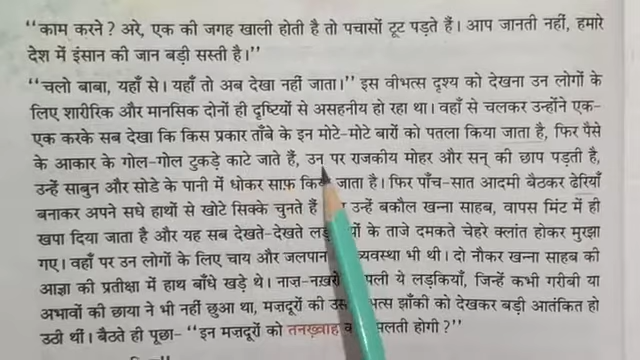 “काम करने? अरे, एक की जगह खाली होती है तो पचासों टूट पड़ते हैं। आप जानती नहीं, हमारे
देश में इंसान की जान बड़ी सस्ती है।”
“चलो बाबा, यहाँ से। यहाँ तो अब देखा नहीं जाता।” इस वीभत्स दृश्य को देखना उन लोगों के
लिए शारीरिक और मानसिक दोनों ही दृष्टियों से असहनीय हो रहा था। वहाँ से चलकर उन्होंने एक-
एक करके सब देखा कि किस प्रकार ताँबे के इन मोटे-मोटे बारों को पतला किया जाता है, फिर पैसे
के आकार के गोल-गोल टुकड़े काटे जाते हैं, उन पर राजकीय मोहर और सन् की छाप पड़ती है,
उन्हें साबुन और सोडे के पानी में धोकर साफ़ किया जाता है। फिर पाँच-सात आदमी बैठकर ढेरियाँ
बनाकर अपने सधे हाथों से खोटे सिक्के चुनते हैं उन्हें बकौल खन्ना साहब, वापस मिंट में ही
खपा दिया जाता है और यह सब देखते-देखते के ताजे दमकते चेहरे क्लांत होकर मुरझा
गए। वहाँ पर उन लोगों के लिए चाय और जलपान व्यवस्था भी थी। दो नौकर खन्ना साहब की
आज्ञा की प्रतीक्षा में हाथ बाँधे खड़े थे। नाज़-नखरों पली ये लड़कियाँ, जिन्हें कभी गरीबी या
अभावों की छाया ने भी नहीं छुआ था, मज़दूरों की उस झाँकी को देखकर बड़ी आतंकित हो
उठी थीं। बैठते ही पूछा- “इन मज़दूरों को तनख़्वाह मिलती होगी?”